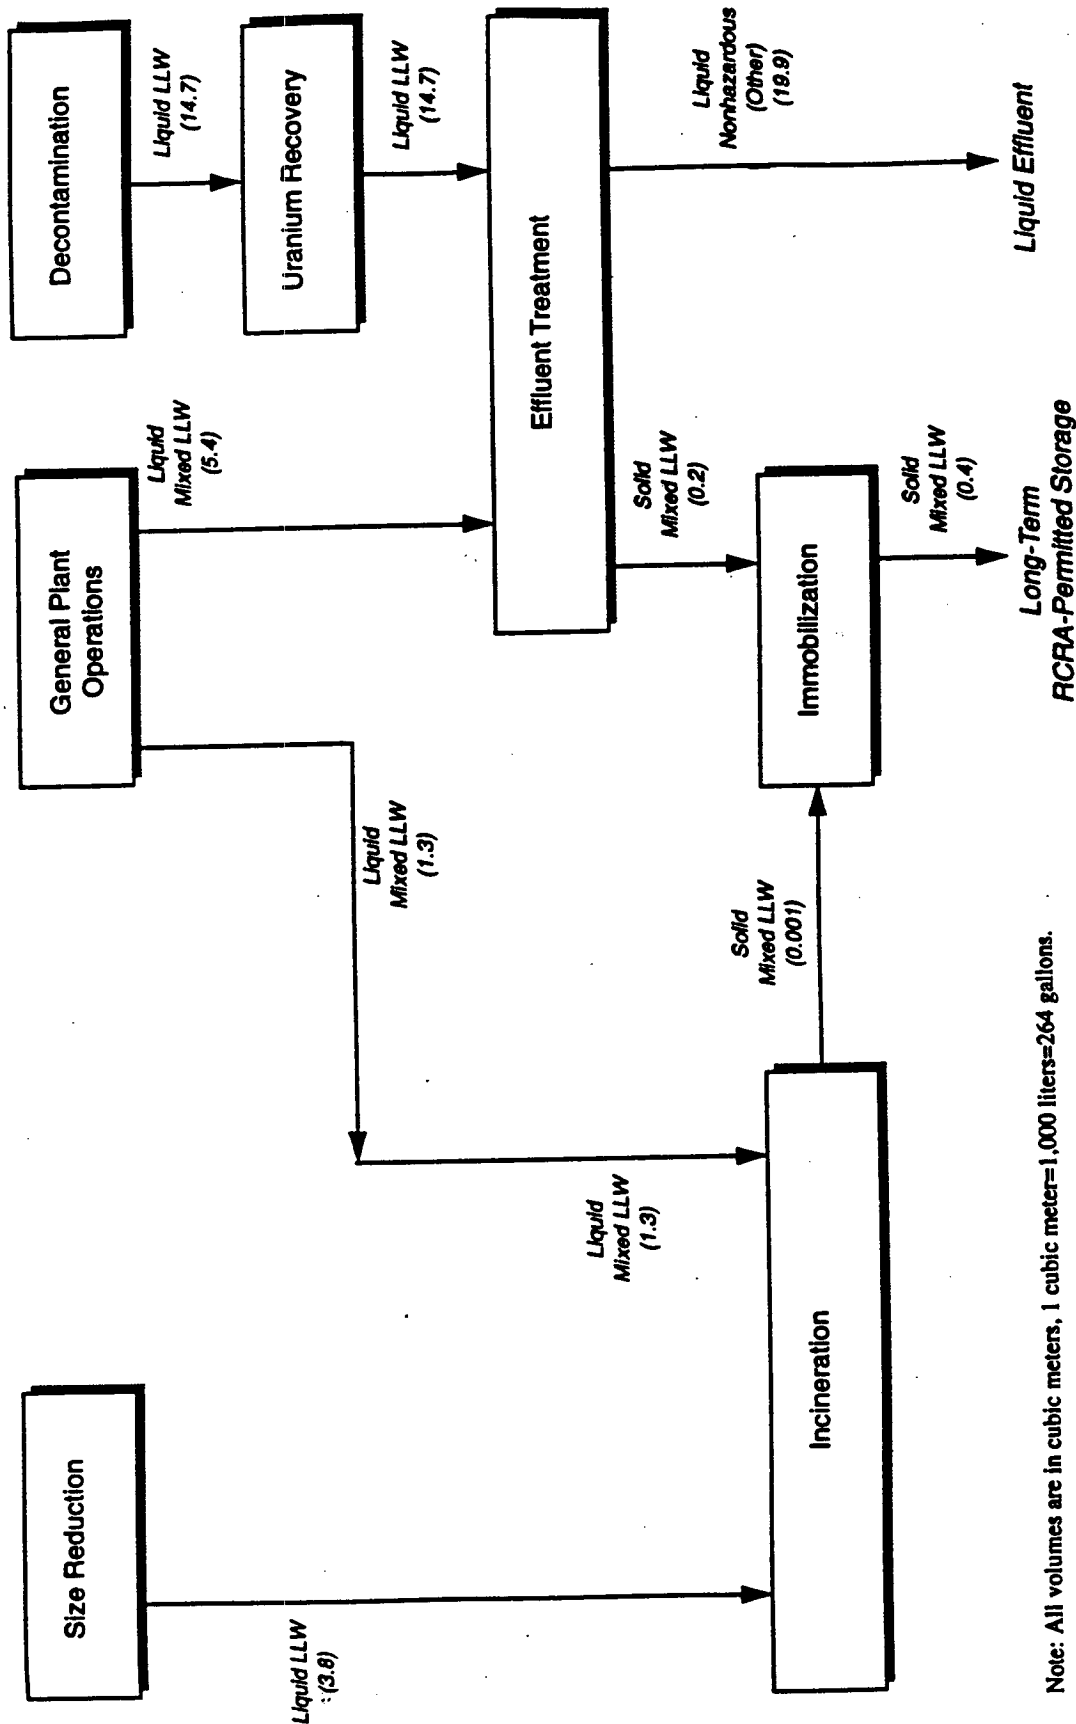 Size Reduction
General Plant
Operations
Decontamination
Liquid LLW
(3.8)
Liquid
Mixed LLW
(1.3)
Liquid
Mixed LLW
(5.4)
Liquid LLW
(14.7)
Uranium Recovery
Liquid LLW
(14.7)
Liquid
Mixed LLW
(1.3)
Effluent Treatment
Incineration
Solid
Mixed LLW
(0.001)
Solid
Mixed LLW
(0.2)
Liquid
Nonhazardous
(Other)
(19.9)
Immobilization
Solid
Mixed LLW
(0.4)
Long-Term
RCRA-Permitted Storage
Liquid Effluent
Note: All volumes are in cubic meters, 1 cubic meter=1,000 liters=264 gallons.